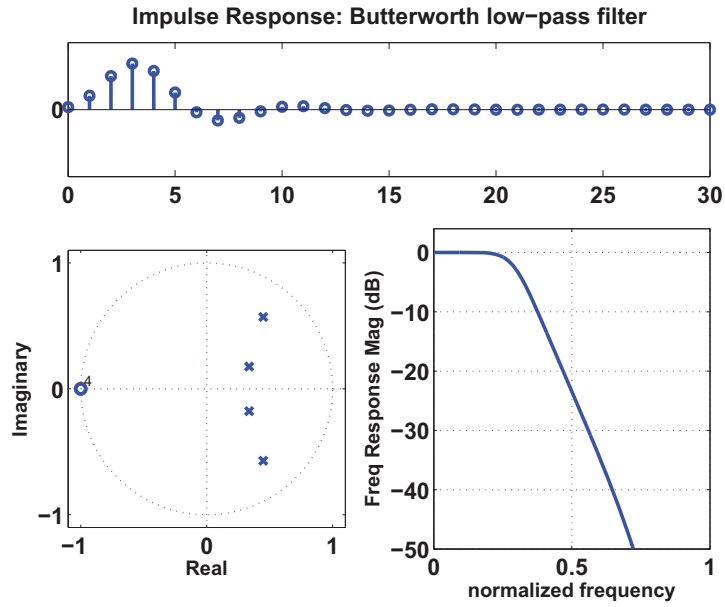 Impulse Response: Butterworth low−pass filter
0
0 5 10 15 20 25 30
1
0
−1
Imaginary
4
−1 0 1
Real
0
−10
−20
−30
−40
−50
Freq Response Mag (dB)
0 0.5 1
normalized frequency